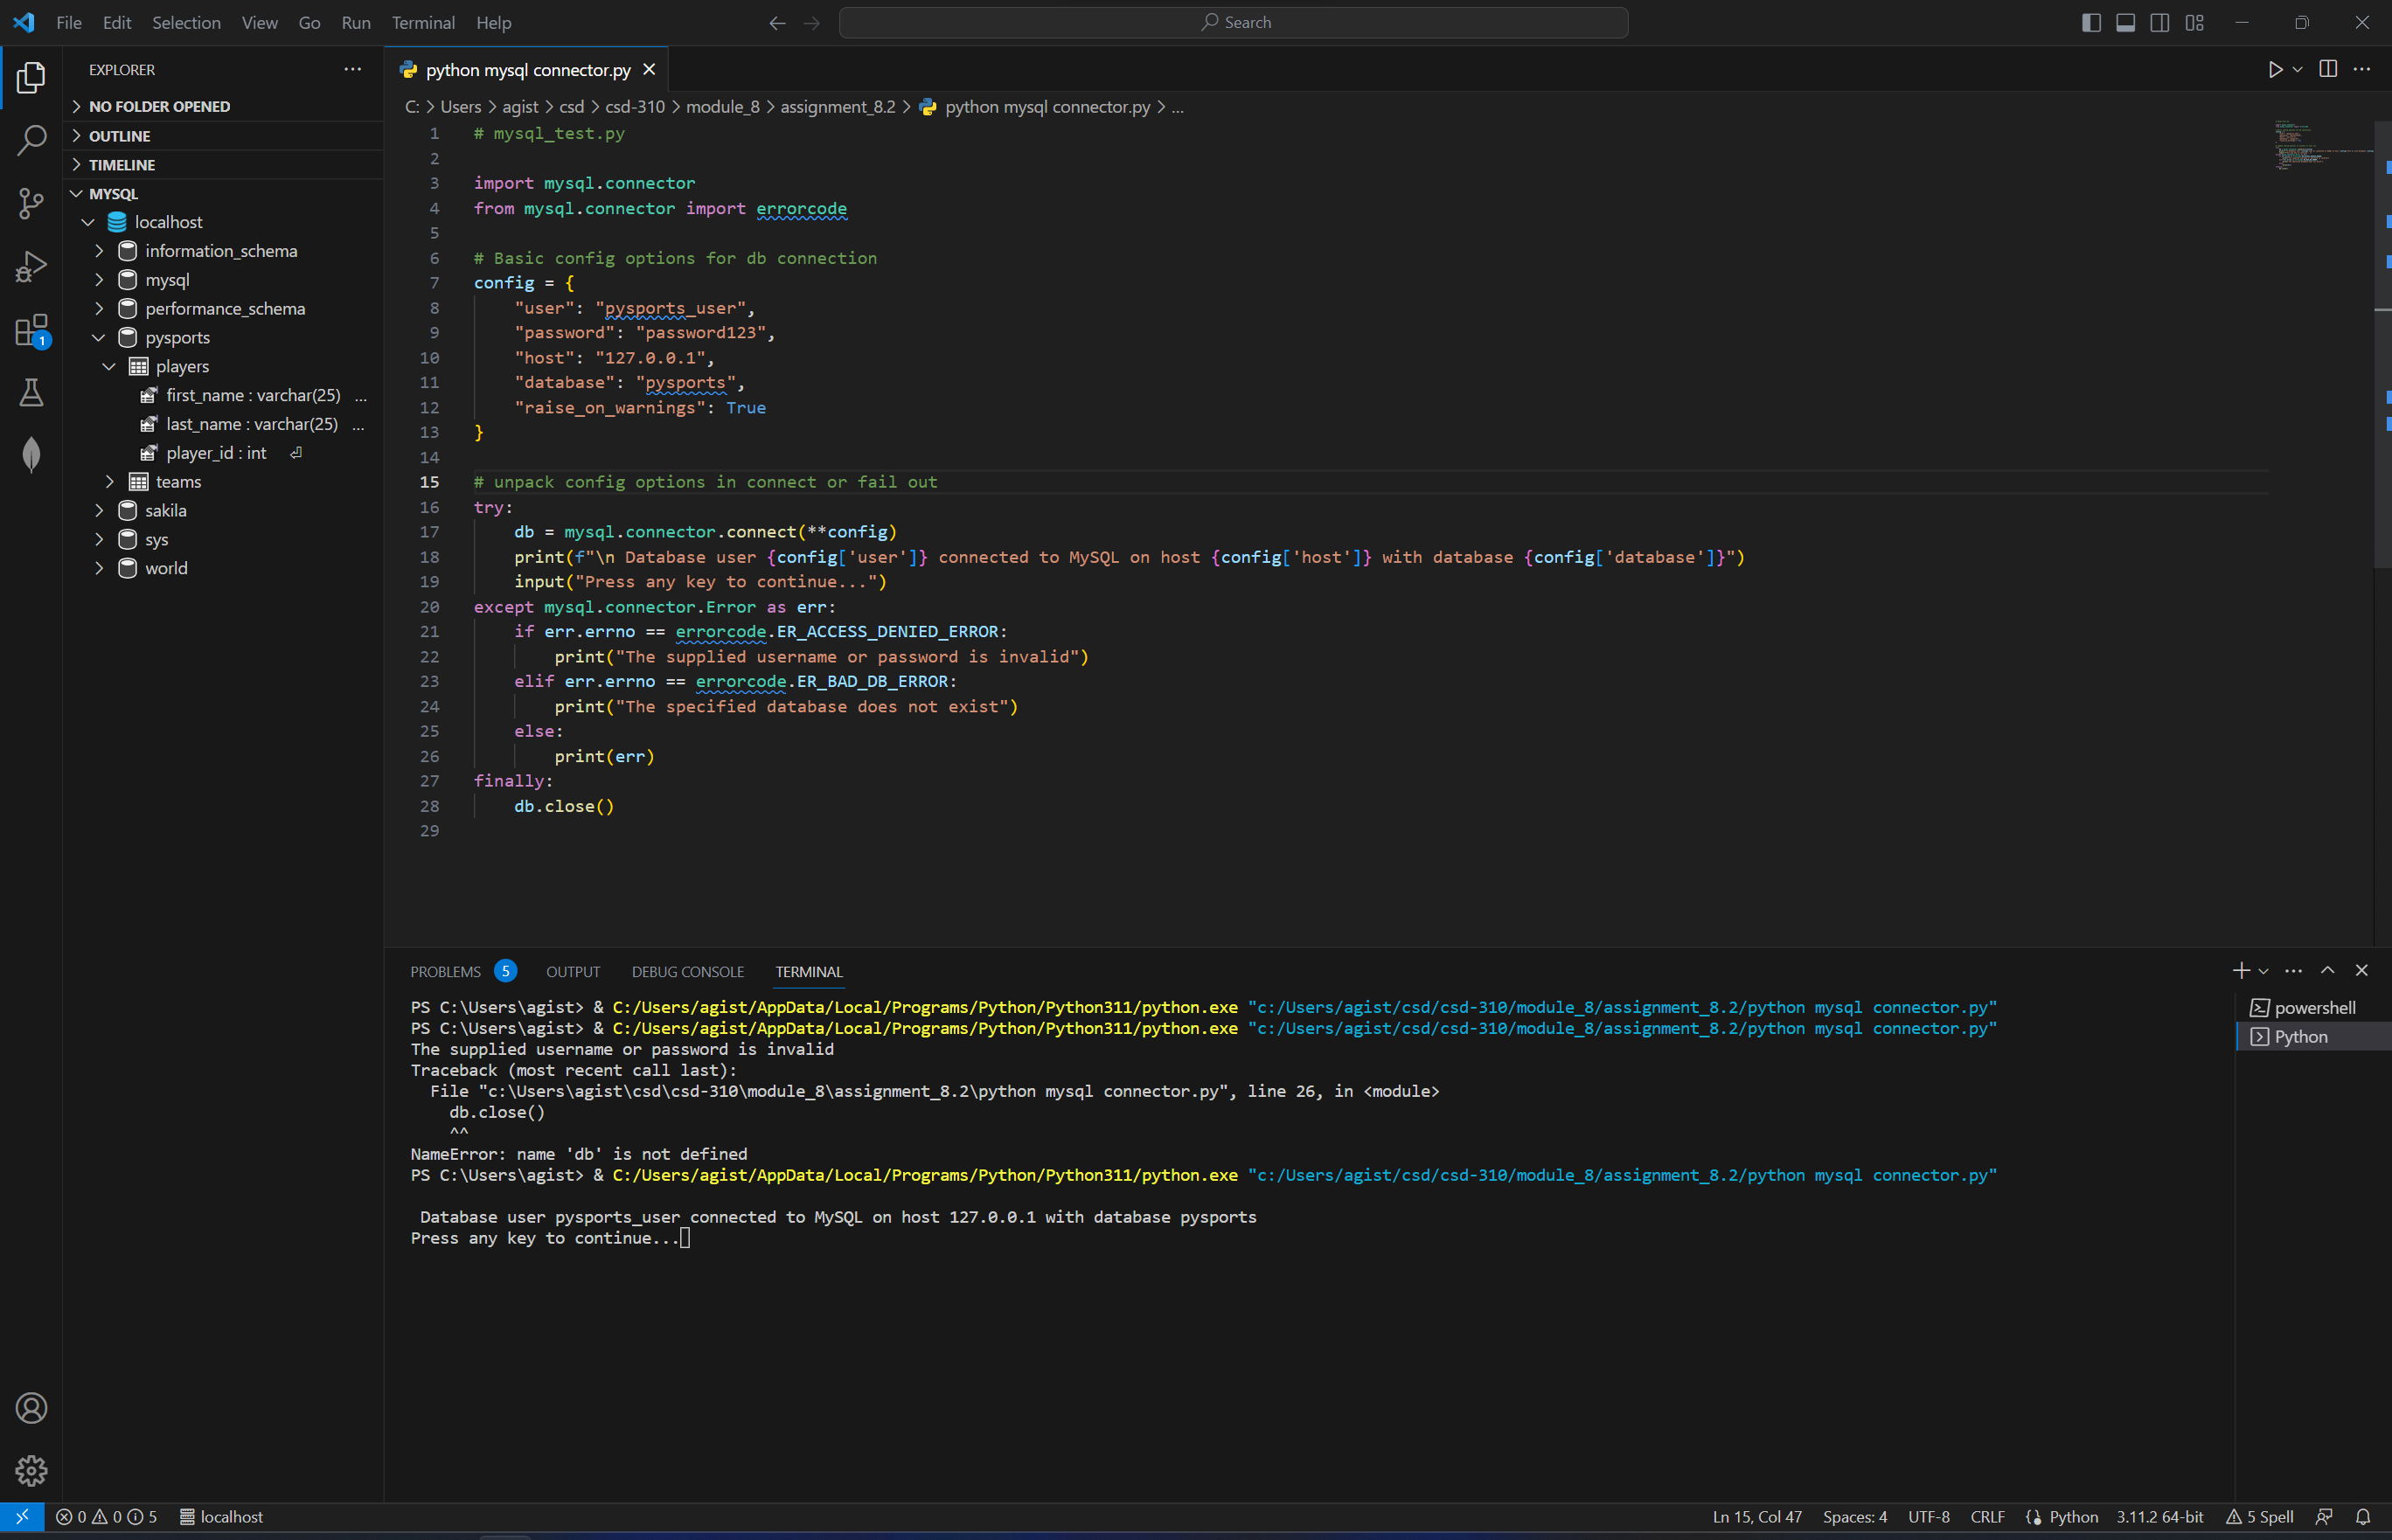 File Edit Selection View Go Run Terminal Help
Search
EXPLORER
NO FOLDER OPENED
OUTLINE
TIMELINE
MYSQL
localhost
information_schema
mysql
performance_schema
pysports
players
first_name : varchar(25) ...
last_name : varchar(25) ...
player_id : int
teams
sakila
sys
world
1
python mysql connector.py
C: > Users > agist > csd > csd-310 > module_8 > assignment_8.2 > python mysql connector.py > ...
1 # mysql_test.py
2
3 import mysql.connector
4 from mysql.connector import errorcode
5
6 # Basic config options for db connection
7 config = {
8 "user": "pysports_user",
9 "password": "password123",
10 "host": "127.0.0.1",
11 "database": "pysports",
12 "raise_on_warnings": True
13 }
14
15 # unpack config options in connect or fail out
16 try:
17 db = mysql.connector.connect(**config)
18 print(f"\n Database user {config['user']} connected to MySQL on host {config['host']} with database {config['database']}")
19 input("Press any key to continue...")
20 except mysql.connector.Error as err:
21 if err.errno == errorcode.ER_ACCESS_DENIED_ERROR:
22 print("The supplied username or password is invalid")
23 elif err.errno == errorcode.ER_BAD_DB_ERROR:
24 print("The specified database does not exist")
25 else:
26 print(err)
27 finally:
28 db.close()
29
PROBLEMS 5 OUTPUT DEBUG CONSOLE TERMINAL
PS C:\Users\agist> & C:/Users/agist/AppData/Local/Programs/Python/Python311/python.exe "c:/Users/agist/csd/csd-310/module_8/assignment_8.2/python mysql connector.py"
PS C:\Users\agist> & C:/Users/agist/AppData/Local/Programs/Python/Python311/python.exe "c:/Users/agist/csd/csd-310/module_8/assignment_8.2/python mysql connector.py"
The supplied username or password is invalid
Traceback (most recent call last):
File "c:\Users\agist\csd\csd-310\module_8\assignment_8.2\python mysql connector.py", line 26, in <module>
db.close()
^^
NameError: name 'db' is not defined
PS C:\Users\agist> & C:/Users/agist/AppData/Local/Programs/Python/Python311/python.exe "c:/Users/agist/csd/csd-310/module_8/assignment_8.2/python mysql connector.py"
Database user pysports_user connected to MySQL on host 127.0.0.1 with database pysports
Press any key to continue...
powershell
Python
0 0 5 localhost
Ln 15, Col 47 Spaces: 4 UTF-8 CRLF Python 3.11.2 64-bit 5 Spell